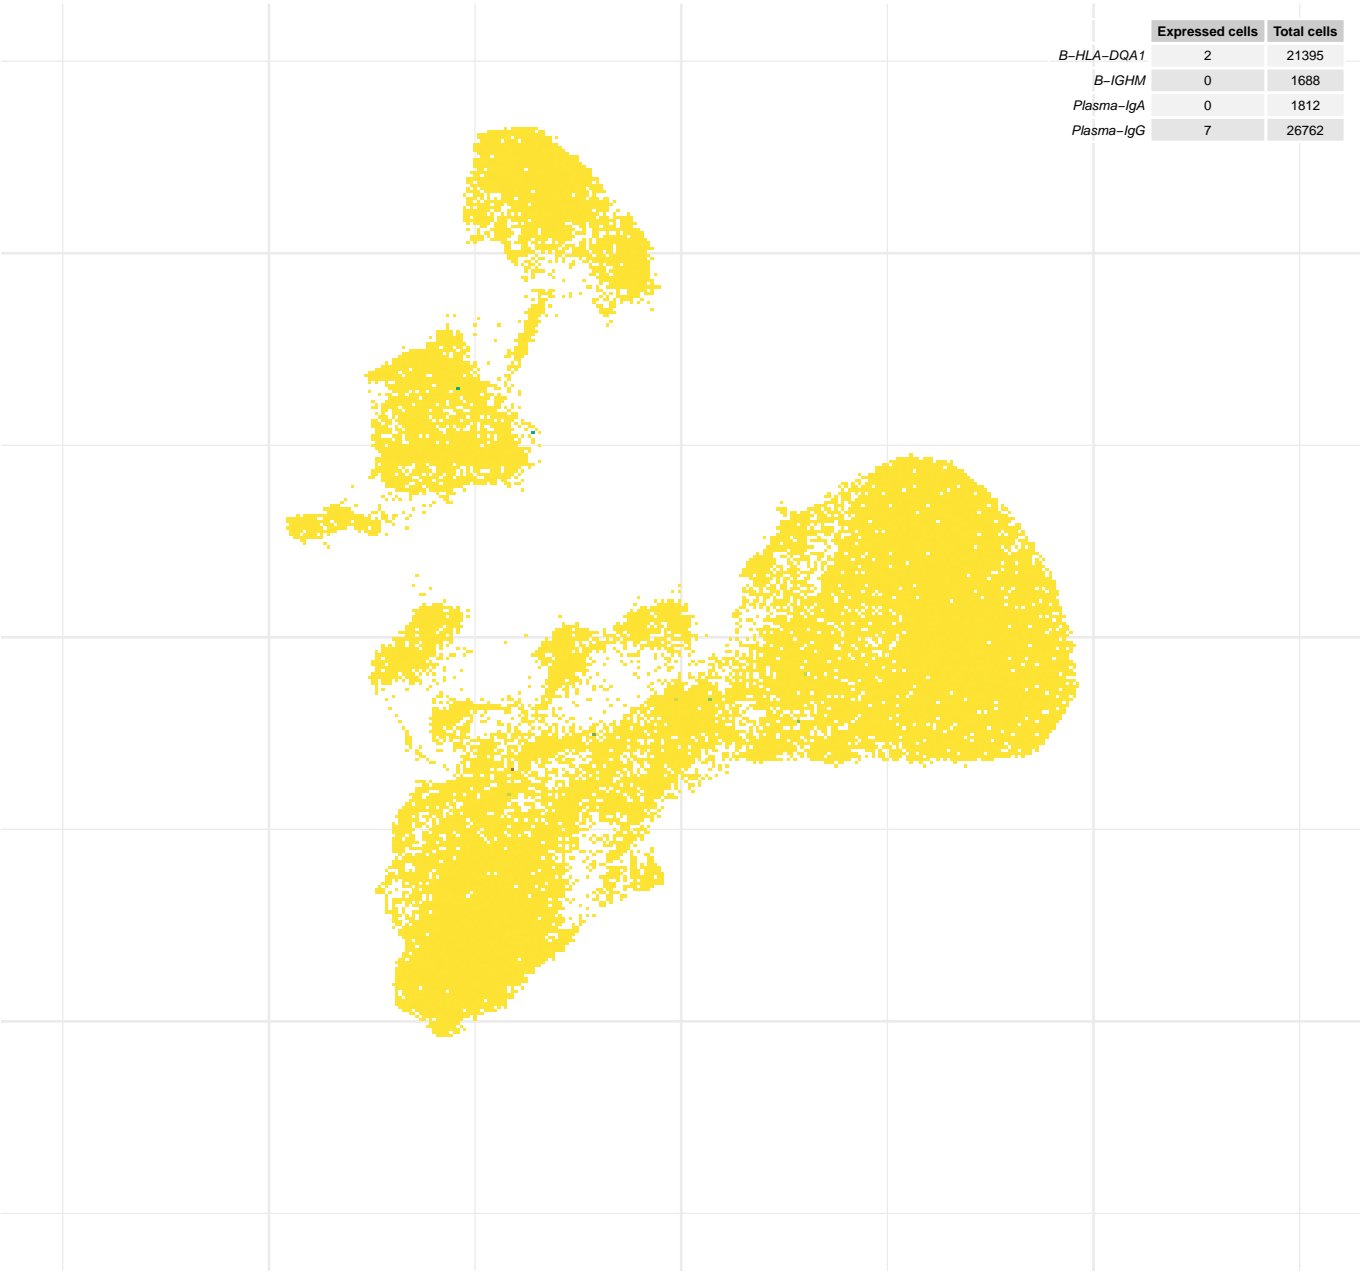 Expressed cells Total cells
B−HLA−DQA1 2 21395
B−IGHM 0 1688
Plasma−IgA 0 1812
Plasma−IgG 7 26762